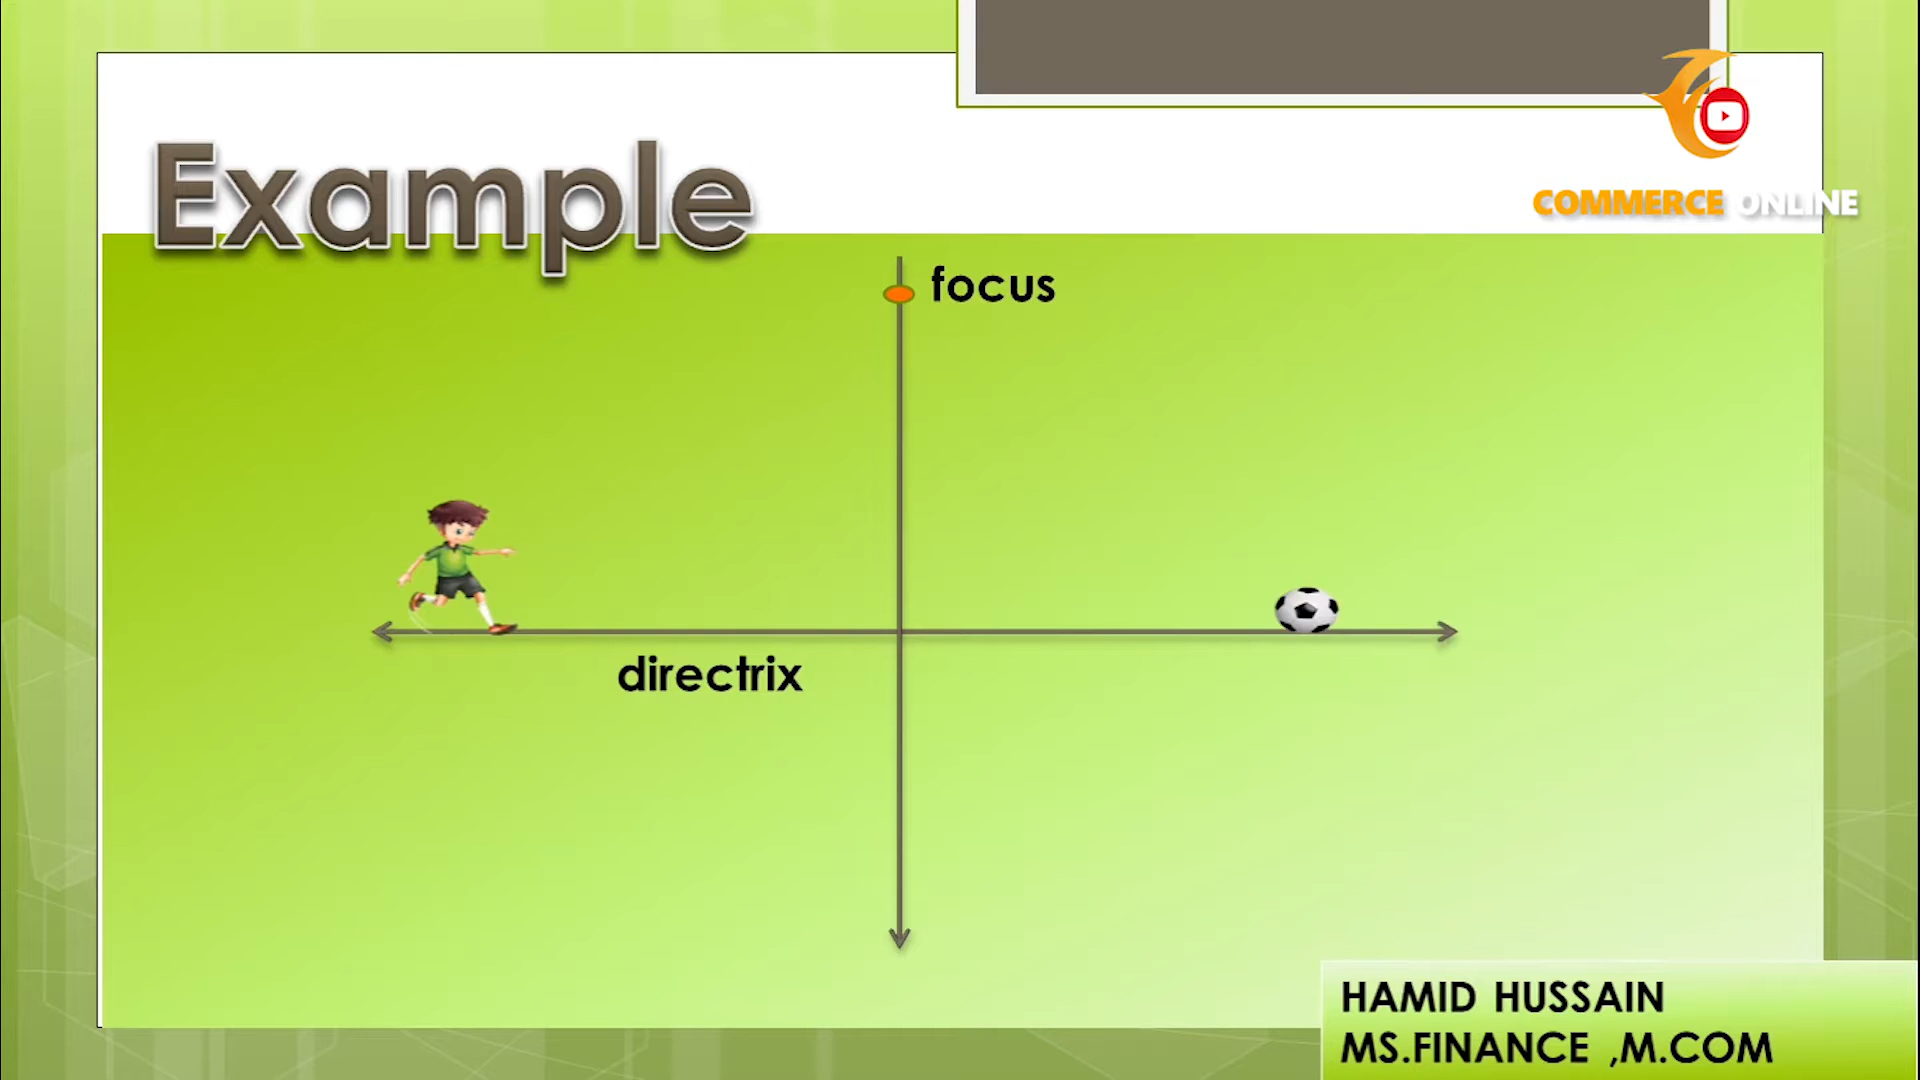 Example
COMMERCE ONLINE
focus
directrix
HAMID HUSSAIN
MS.FINANCE ,M.COM